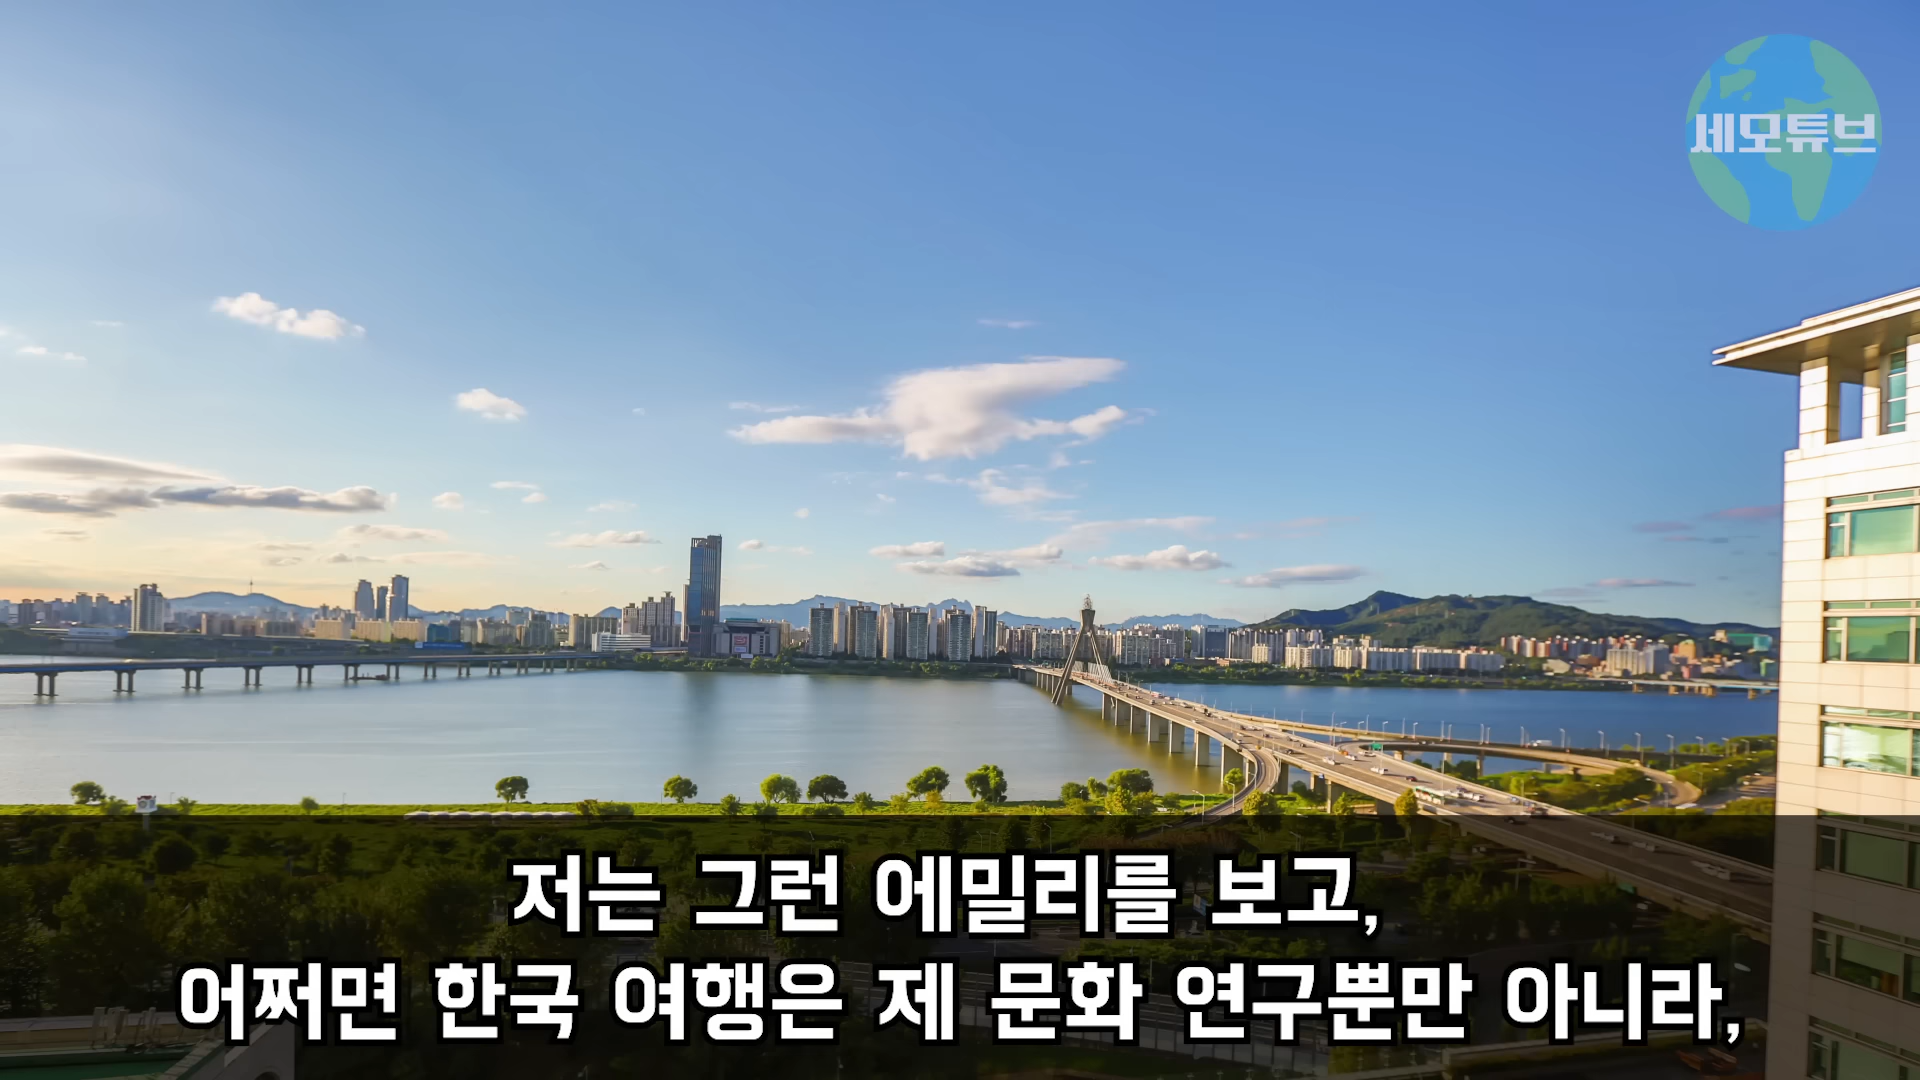 세모튜브
저는 그런 에밀리를 보고,
어쩌면 한국 여행은 제 문화 연구뿐만 아니라,